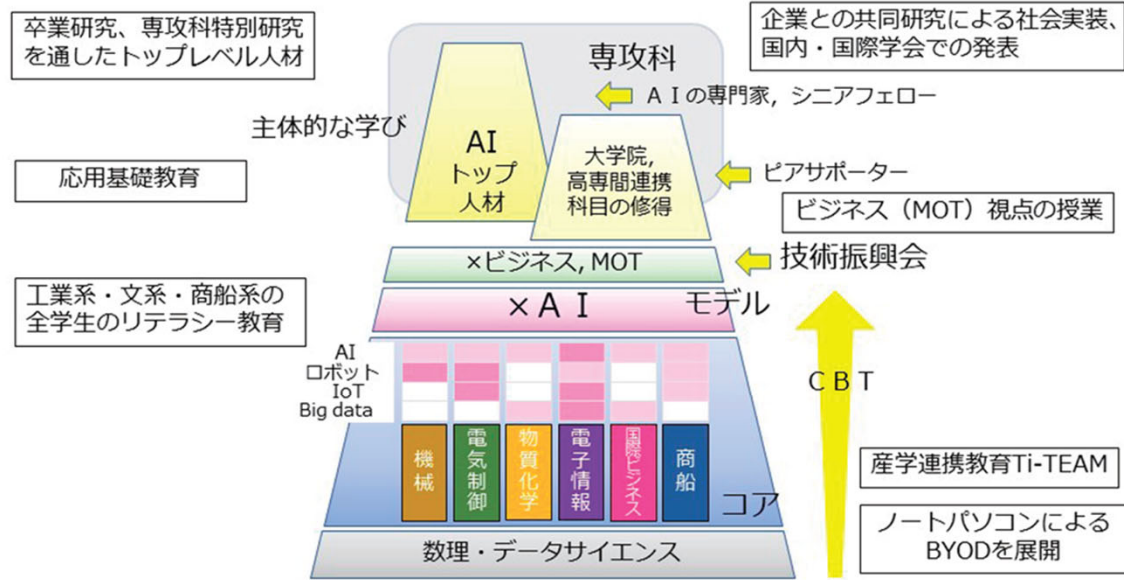 卒業研究、専攻科特別研究
を通したトップレベル人材
企業との共同研究による社会実装、
国内・国際学会での発表
専攻科
ＡＩの専門家，シニアフェロー
主体的な学び
AI
トップ
人材
大学院，
高専間連携
科目の修得
ピアサポーター
応用基礎教育
ビジネス（MOT）視点の授業
×ビジネス，MOT
技術振興会
工業系・文系・商船系の
全学生のリテラシー教育
×ＡＩ
モデル
AI
ロボット
IoT
Big data
ＣＢＴ
機械
電気制御
物質化学
電子情報
国際ビジネス
商船
コア
産学連携教育Ti-TEAM
数理・データサイエンス
ノートパソコンによる
BYODを展開